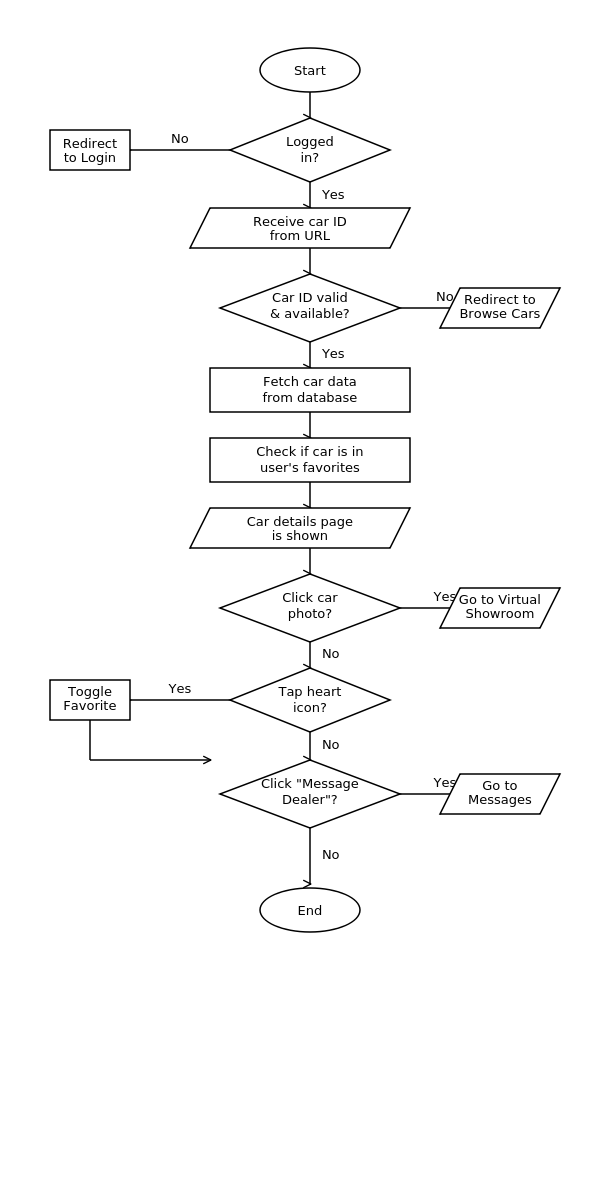 Start
Logged
in?
No
Redirect
to Login
Yes
Receive car ID
from URL
Car ID valid
& available?
No
Redirect to
Browse Cars
Yes
Fetch car data
from database
Check if car is in
user's favorites
Car details page
is shown
Click car
photo?
Yes
Go to Virtual
Showroom
No
Tap heart
icon?
Yes
Toggle
Favorite
No
Click "Message
Dealer"?
Yes
Go to
Messages
No
End